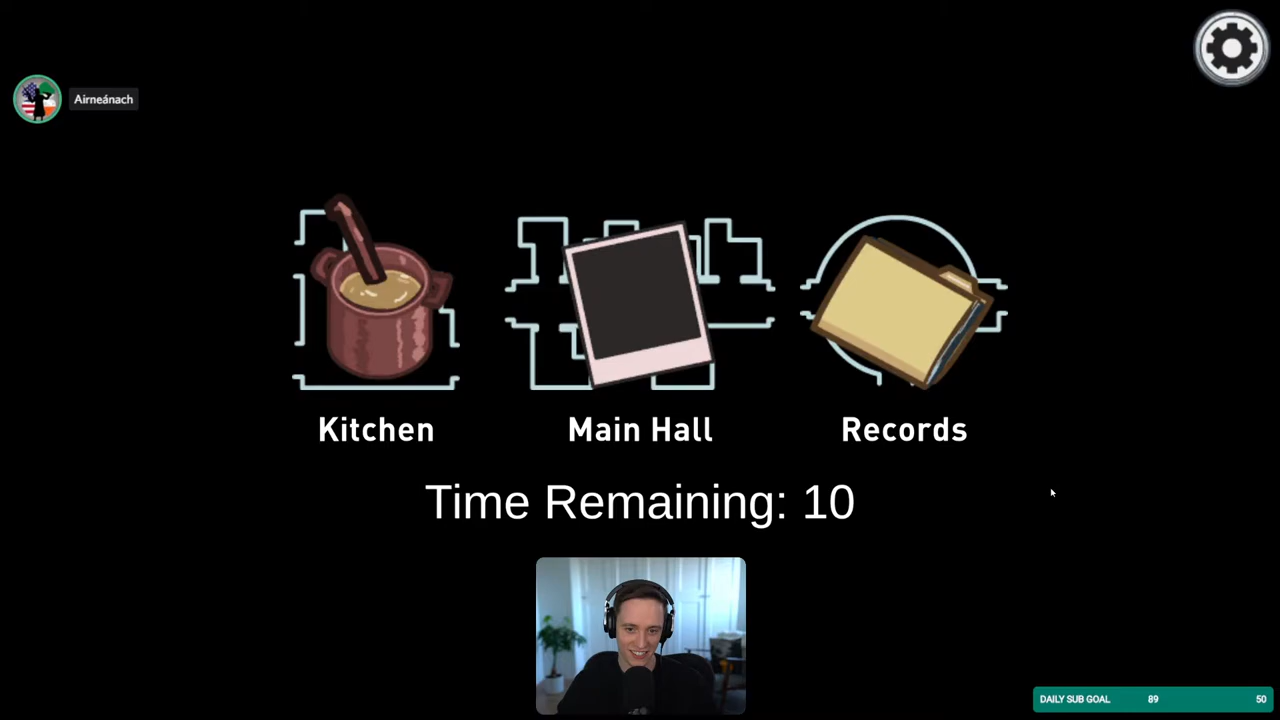 Airneánach
Kitchen
Main Hall
Records
Time Remaining: 10
DAILY SUB GOAL 89 50